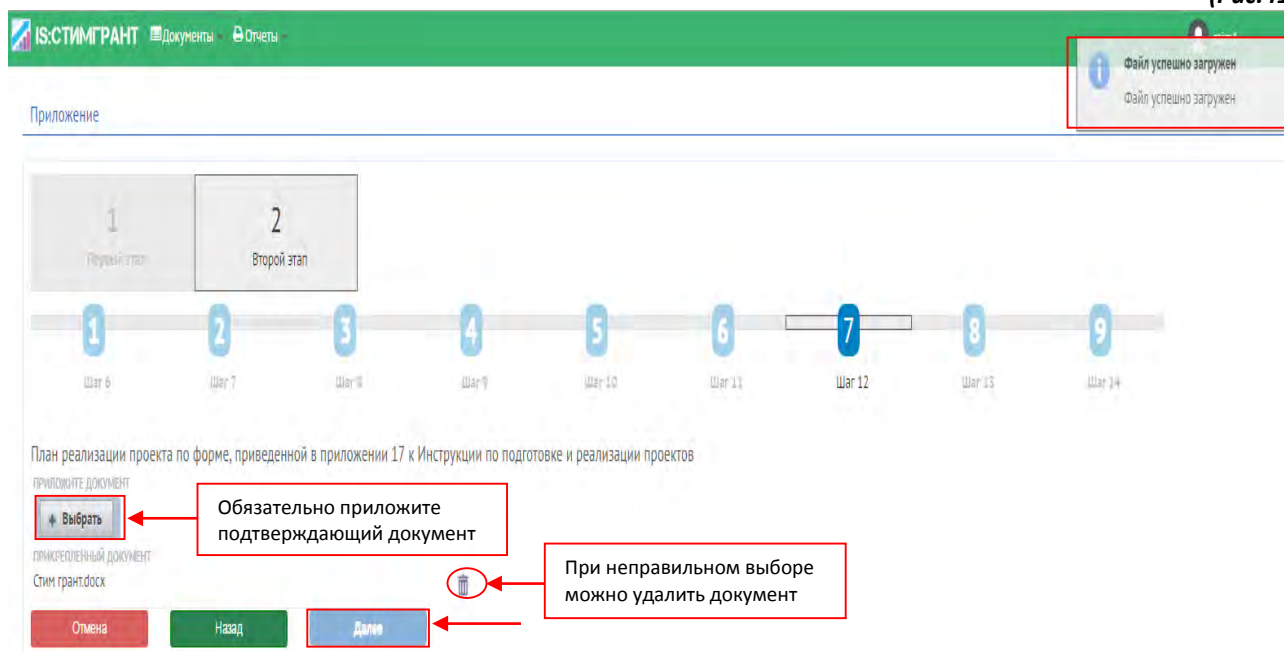 IS:СТИМГРАНТ Документы Отчеты
Файл успешно загружен
Файл успешно загружен
Приложение
1
Первый этап
2
Второй этап
1 2 3 4 5 6 7 8 9
Шаг 6 Шаг 7 Шаг 8 Шаг 9 Шаг 10 Шаг 11 Шаг 12 Шаг 13 Шаг 14
План реализации проекта по форме, приведенной в приложении 17 к Инструкции по подготовке и реализации проектов
ПРИЛОЖИТЕ ДОКУМЕНТ
+ Выбрать
Обязательно приложите
подтверждающий документ
ПРИКРЕПЛЕННЫЙ ДОКУМЕНТ
Стим грант.docx
При неправильном выборе
можно удалить документ
Отмена Назад Далее